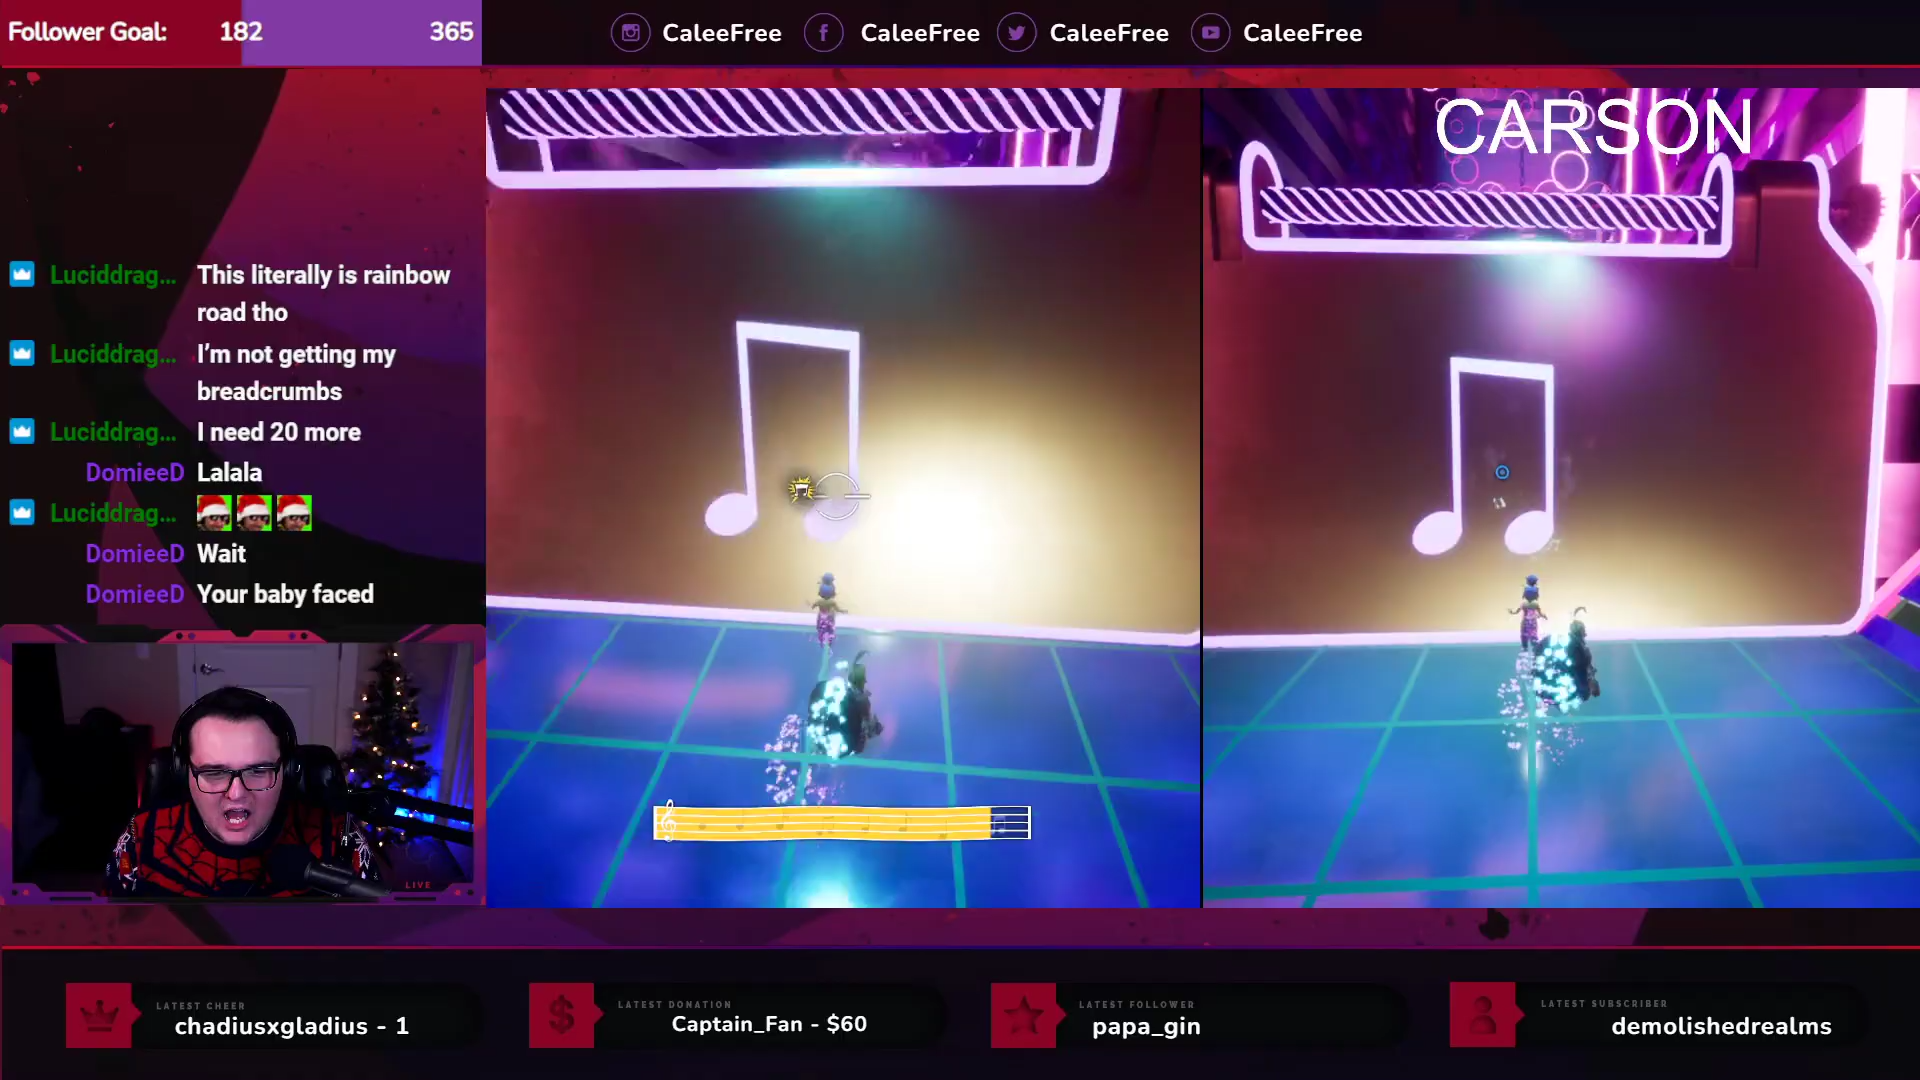 Follower Goal: 182 365
CaleeFree CaleeFree CaleeFree CaleeFree
CARSON
Luciddrag... This literally is rainbow
road tho
Luciddrag... I'm not getting my
breadcrumbs
Luciddrag... I need 20 more
DomieeD Lalala
Luciddrag...
DomieeD Wait
DomieeD Your baby faced
LIVE
LATEST CHEER
chadiusxgladius - 1
LATEST DONATION
Captain_Fan - $60
LATEST FOLLOWER
papa_gin
LATEST SUBSCRIBER
demolishedrealms